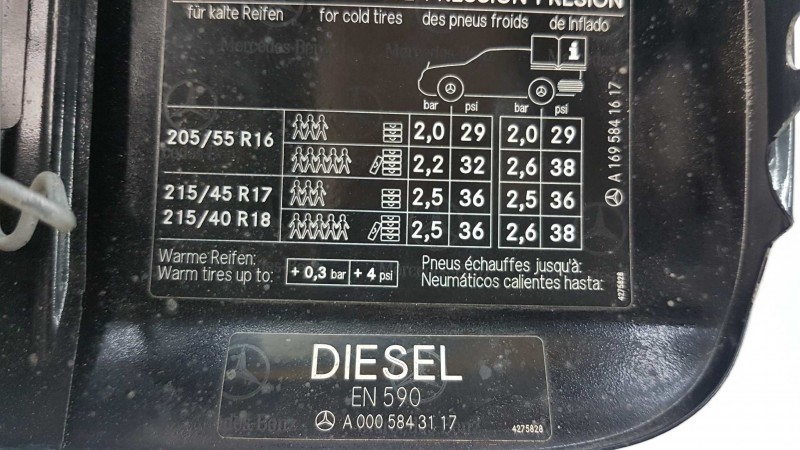 PRESSION PRESIÓN
für kalte Reifen for cold tires des pneus froids de inflado
bar psi bar psi
205/55 R16 2,0 29 2,0 29
2,2 32 2,6 38
215/45 R17 2,5 36 2,5 36
215/40 R18 2,5 36 2,6 38
Warme Reifen:
Warm tires up to: + 0,3 bar + 4 psi
Pneus échauffes jusqu'à:
Neumáticos calientes hasta:
A 169 584 16 17
4275828
DIESEL
EN 590
A 000 584 31 17
4275828